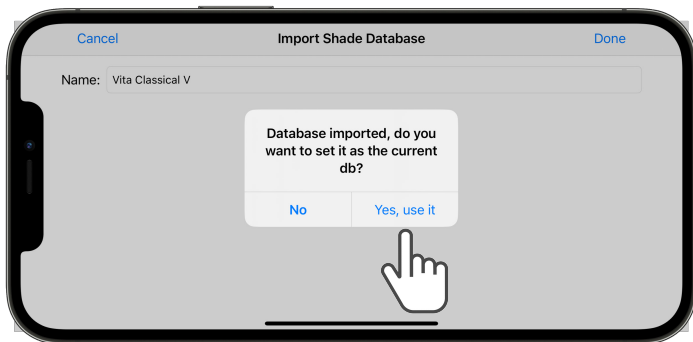 Cancel Import Shade Database Done
Name: Vita Classical V
Database imported, do you
want to set it as the current
db?
No Yes, use it